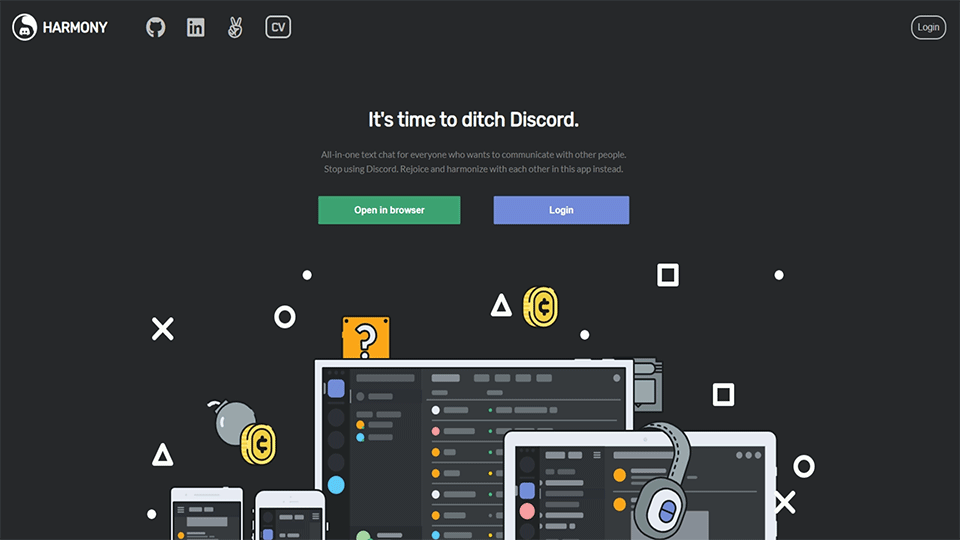 HARMONY
CV
Login
It's time to ditch Discord.
All-in-one text chat for everyone who wants to communicate with other people.
Stop using Discord. Rejoice and harmonize with each other in this app instead.
Open in browser
Login
?